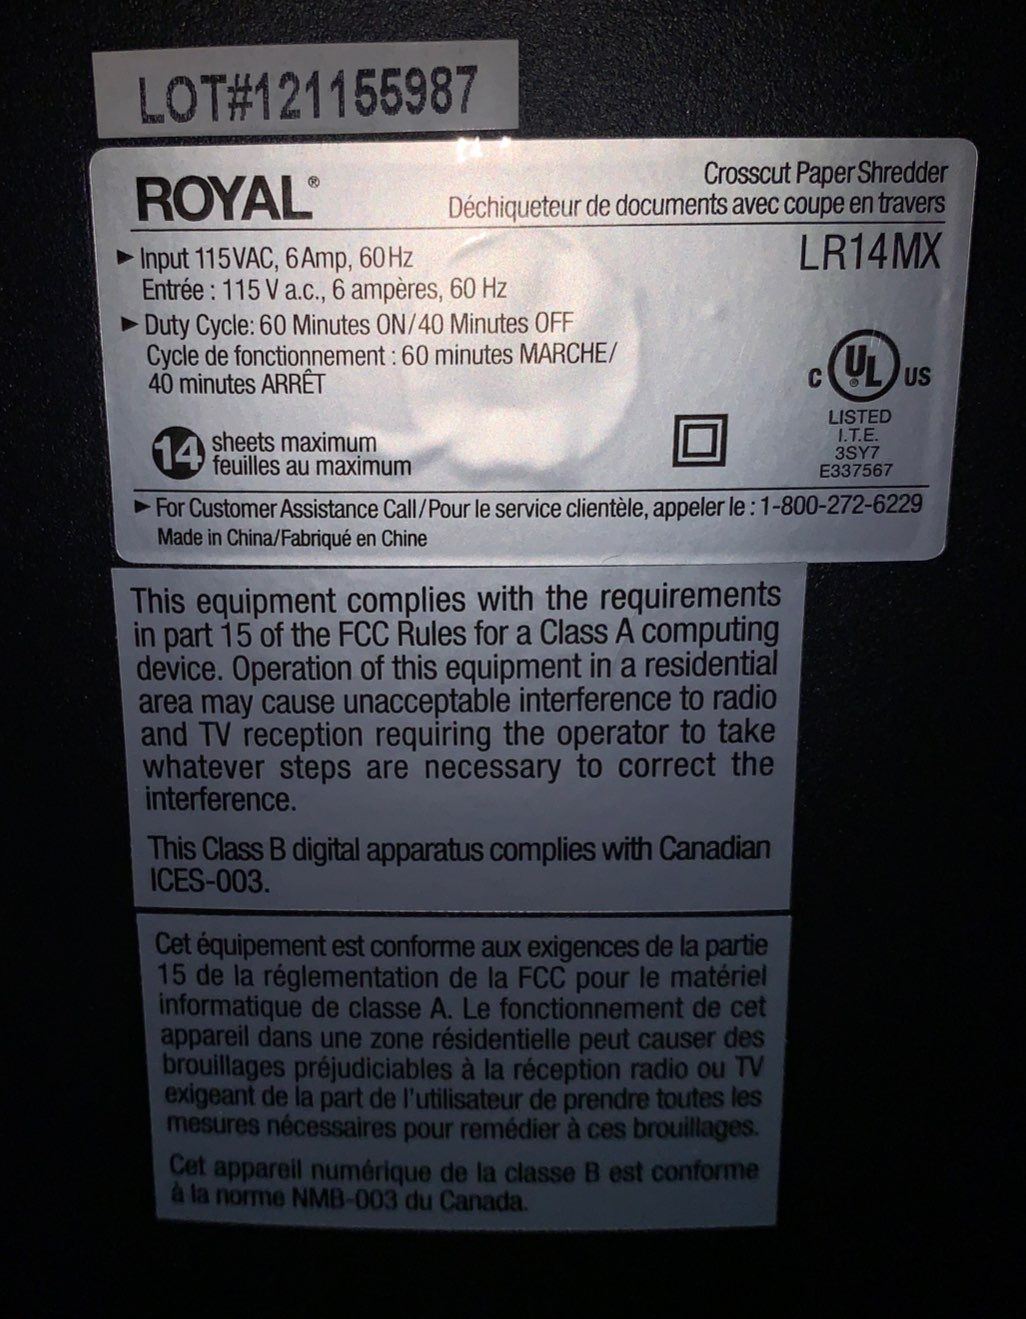 LOT#121155987
ROYAL®
Crosscut Paper Shredder
Déchiqueteur de documents avec coupe en travers
LR14MX
►Input 115VAC, 6Amp, 60Hz
Entrée : 115 V a.c., 6 ampères, 60 Hz
►Duty Cycle: 60 Minutes ON/40 Minutes OFF
Cycle de fonctionnement : 60 minutes MARCHE/
40 minutes ARRÊT
14 sheets maximum
feuilles au maximum
C UL® US
LISTED
I.T.E.
3SY7
E337567
►For Customer Assistance Call/Pour le service clientèle, appeler le : 1-800-272-6229
Made in China/Fabriqué en Chine
This equipment complies with the requirements
in part 15 of the FCC Rules for a Class A computing
device. Operation of this equipment in a residential
area may cause unacceptable interference to radio
and TV reception requiring the operator to take
whatever steps are necessary to correct the
interference.
This Class B digital apparatus complies with Canadian
ICES-003.
Cet équipement est conforme aux exigences de la partie
15 de la réglementation de la FCC pour le matériel
informatique de classe A. Le fonctionnement de cet
appareil dans une zone résidentielle peut causer des
brouillages préjudiciables à la réception radio ou TV
exigeant de la part de l'utilisateur de prendre toutes les
mesures nécessaires pour remédier à ces brouillages.
Cet appareil numérique de la classe B est conforme
à la norme NMB-003 du Canada.